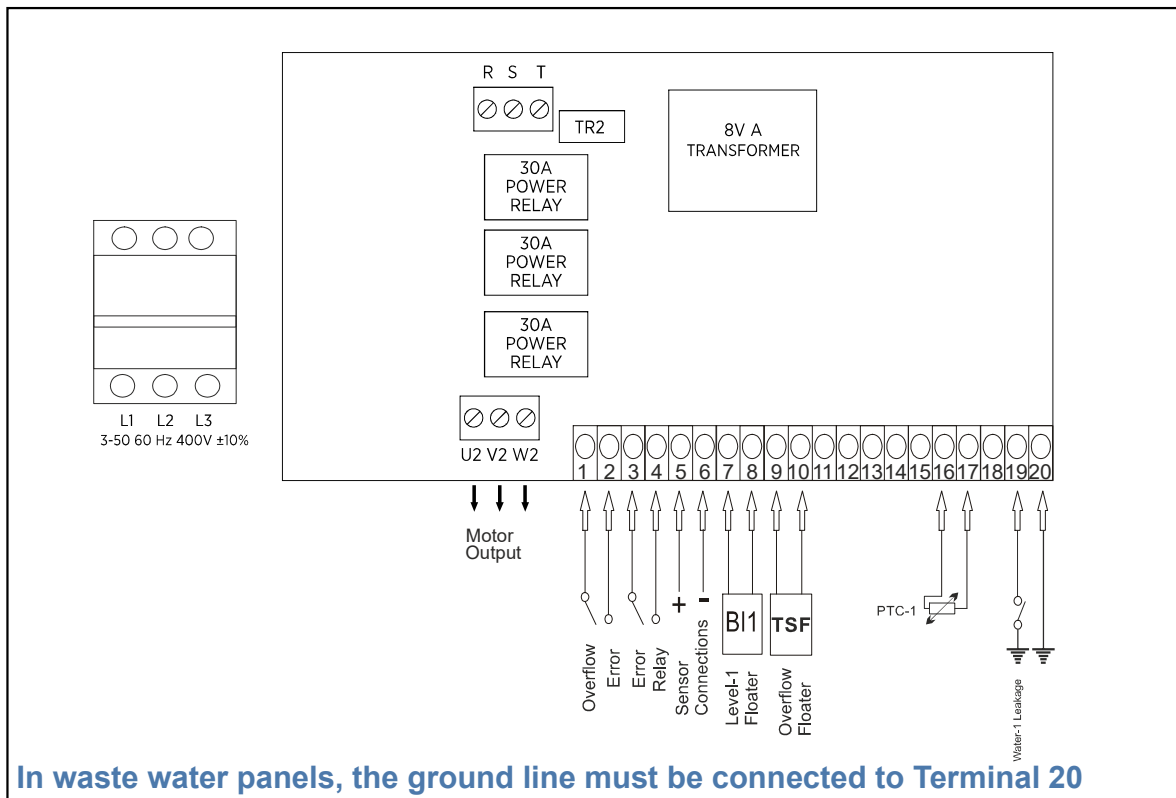 R S T
TR2
8V A
TRANSFORMER
30A
POWER
RELAY
30A
POWER
RELAY
30A
POWER
RELAY
L1 L2 L3
3-50 60 Hz 400V ±10%
U2 V2 W2
1 2 3 4 5 6 7 8 9 10 11 12 13 14 15 16 17 18 19 20
Motor
Output
Overflow
Error
Error
Relay
+
Sensor
-
Connections
BI1
Level-1
Floater
TSF
Overflow
Floater
PTC-1
Water-1 Leakage
In waste water panels, the ground line must be connected to Terminal 20